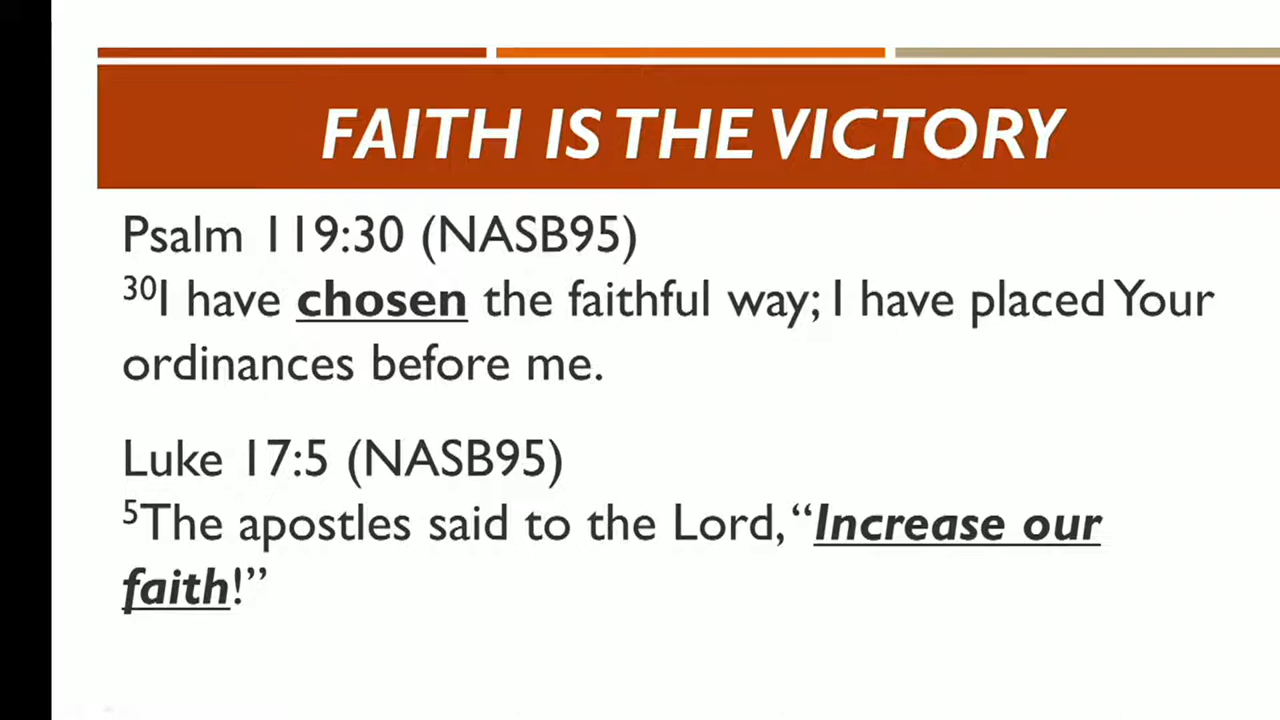 FAITH IS THE VICTORY
Psalm 119:30 (NASB95)
30I have chosen the faithful way; I have placed Your
ordinances before me.
Luke 17:5 (NASB95)
5The apostles said to the Lord, “Increase our
faith!”